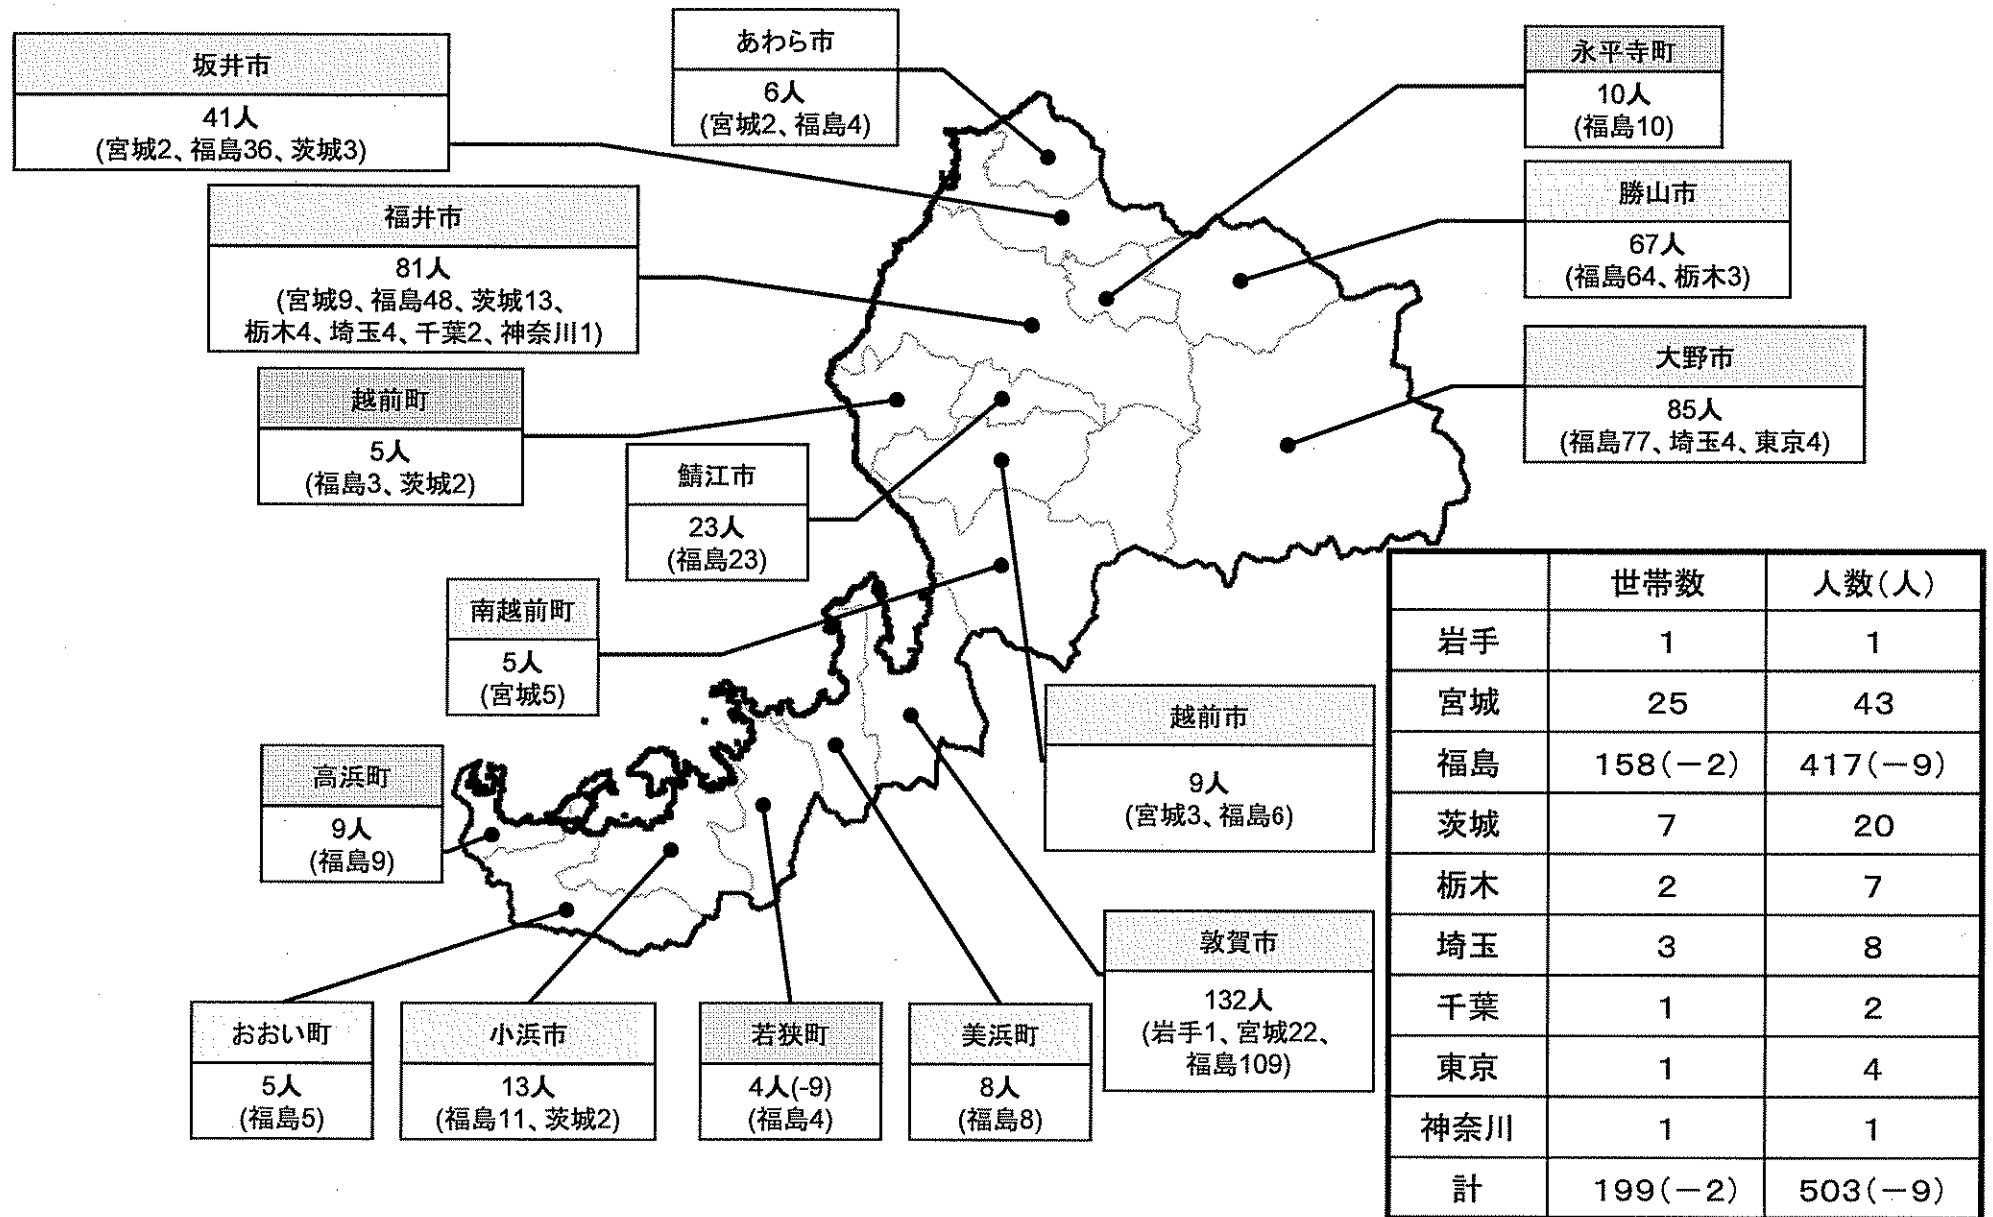 坂井市
41人
(宮城2、福島36、茨城3)
あわら市
6人
(宮城2、福島4)
永平寺町
10人
(福島10)
勝山市
67人
(福島64、栃木3)
福井市
81人
(宮城9、福島48、茨城13、
栃木4、埼玉4、千葉2、神奈川1)
大野市
85人
(福島77、埼玉4、東京4)
越前町
5人
(福島3、茨城2)
鯖江市
23人
(福島23)
南越前町
5人
(宮城5)
越前市
9人
(宮城3、福島6)
高浜町
9人
(福島9)
敦賀市
132人
(岩手1、宮城22、
福島109)
おおい町
5人
(福島5)
小浜市
13人
(福島11、茨城2)
若狭町
4人(-9)
(福島4)
美浜町
8人
(福島8)
世帯数 人数(人)
岩手 1 1
宮城 25 43
福島 158(-2) 417(-9)
茨城 7 20
栃木 2 7
埼玉 3 8
千葉 1 2
東京 1 4
神奈川 1 1
計 199(-2) 503(-9)